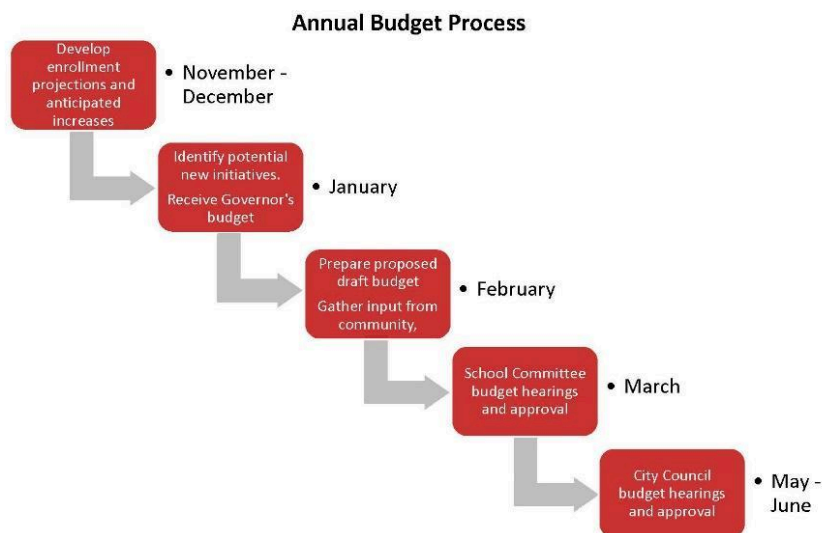 Annual Budget Process
Develop
enrollment
projections and
anticipated
increases
• November -
December
Identify potential
new initiatives.
Receive Governor's
budget
• January
Prepare proposed
draft budget
Gather input from
community,
• February
School Committee
budget hearings
and approval
• March
City Council
budget hearings
and approval
• May -
June